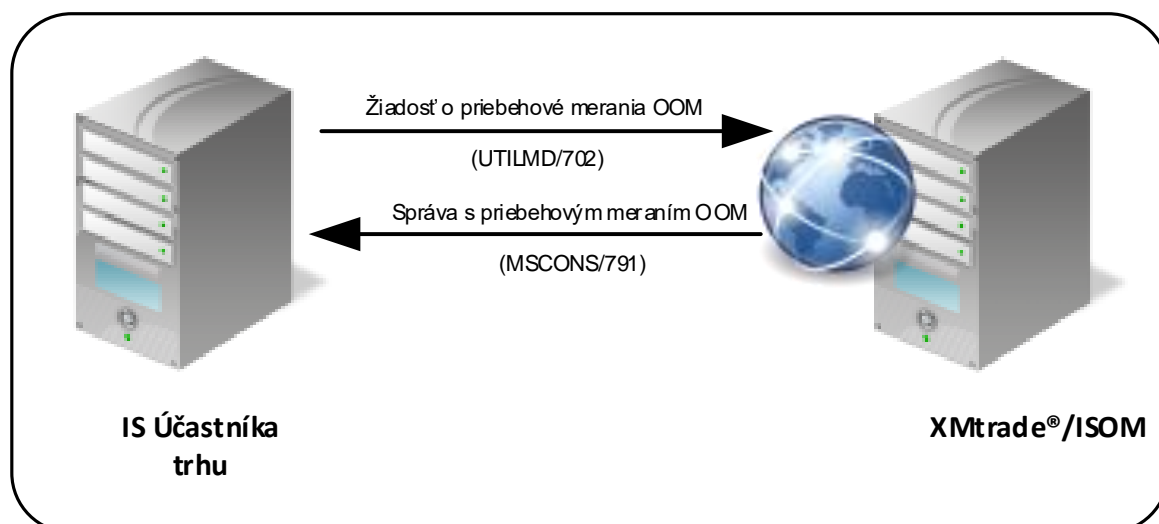 Žiadosť o priebehové merania OOM
(UTILMD/702)
Správa s priebehovým meraním OOM
(MSCONS/791)
IS Účastníka
trhu
XMtrade®/ISOM